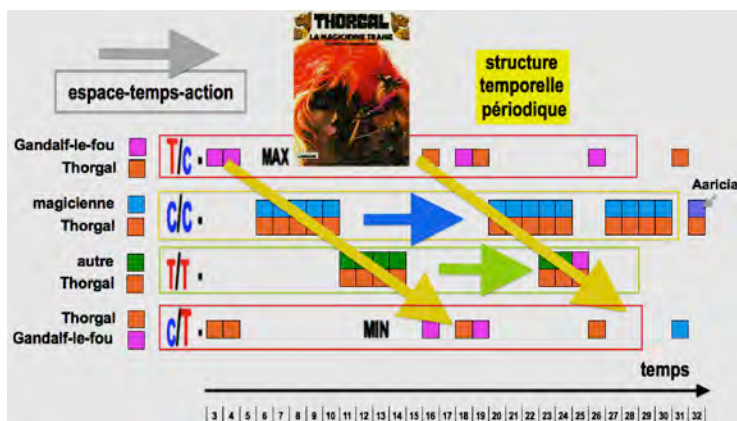 THORGAL
LA MAGICIENNE TRAHIE
espace-temps-action
structure
temporelle
périodique
Gandalf-le-fou
Thorgal
T/C
MAX
Aaricia
magicienne
Thorgal
C/C
autre
Thorgal
T/T
Thorgal
Gandalf-le-fou
C/T
MIN
temps
3 4 5 6 7 8 9 10 11 12 13 14 15 16 17 18 19 20 21 22 23 24 25 26 27 28 29 30 31 32